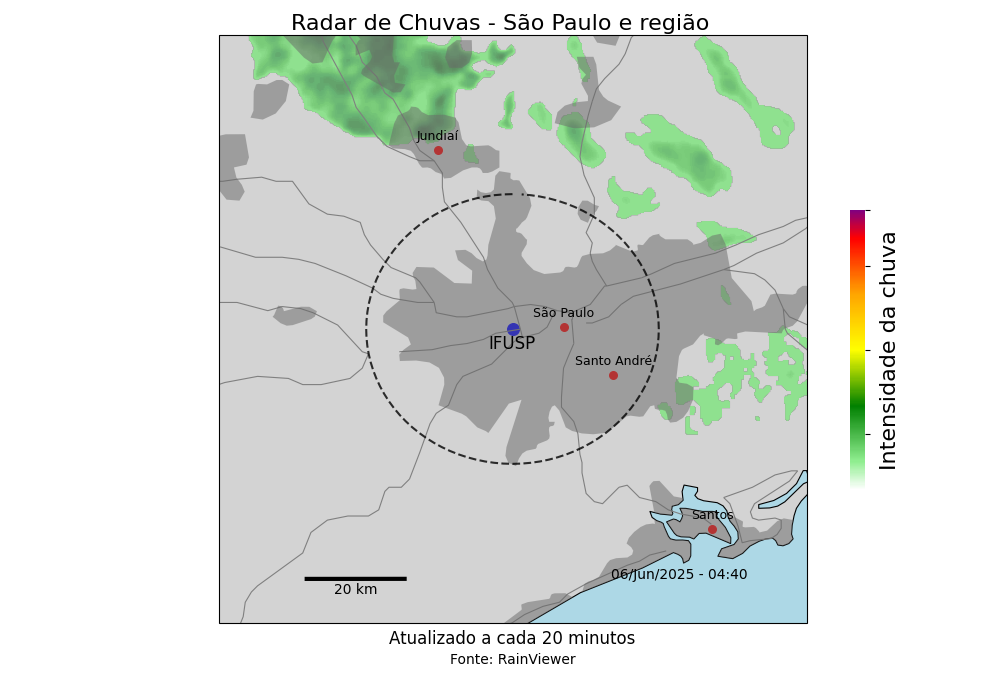 Radar de Chuvas - São Paulo e região
Jundiaí
São Paulo
IFUSP
Santo André
Intensidade da chuva
Santos
06/Jun/2025 - 04:40
20 km
Atualizado a cada 20 minutos
Fonte: RainViewer